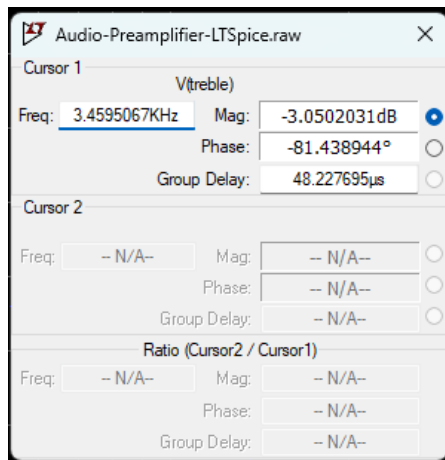 Audio-Preamplifier-LTSpice.raw
Cursor 1
V(treble)
Freq: 3.4595067KHz Mag: -3.0502031dB
Phase: -81.438944°
Group Delay: 48.227695µs
Cursor 2
Freq: -- N/A-- Mag: -- N/A--
Phase: -- N/A--
Group Delay: -- N/A--
Ratio (Cursor2 / Cursor1)
Freq: -- N/A-- Mag: -- N/A--
Phase: -- N/A--
Group Delay: -- N/A--